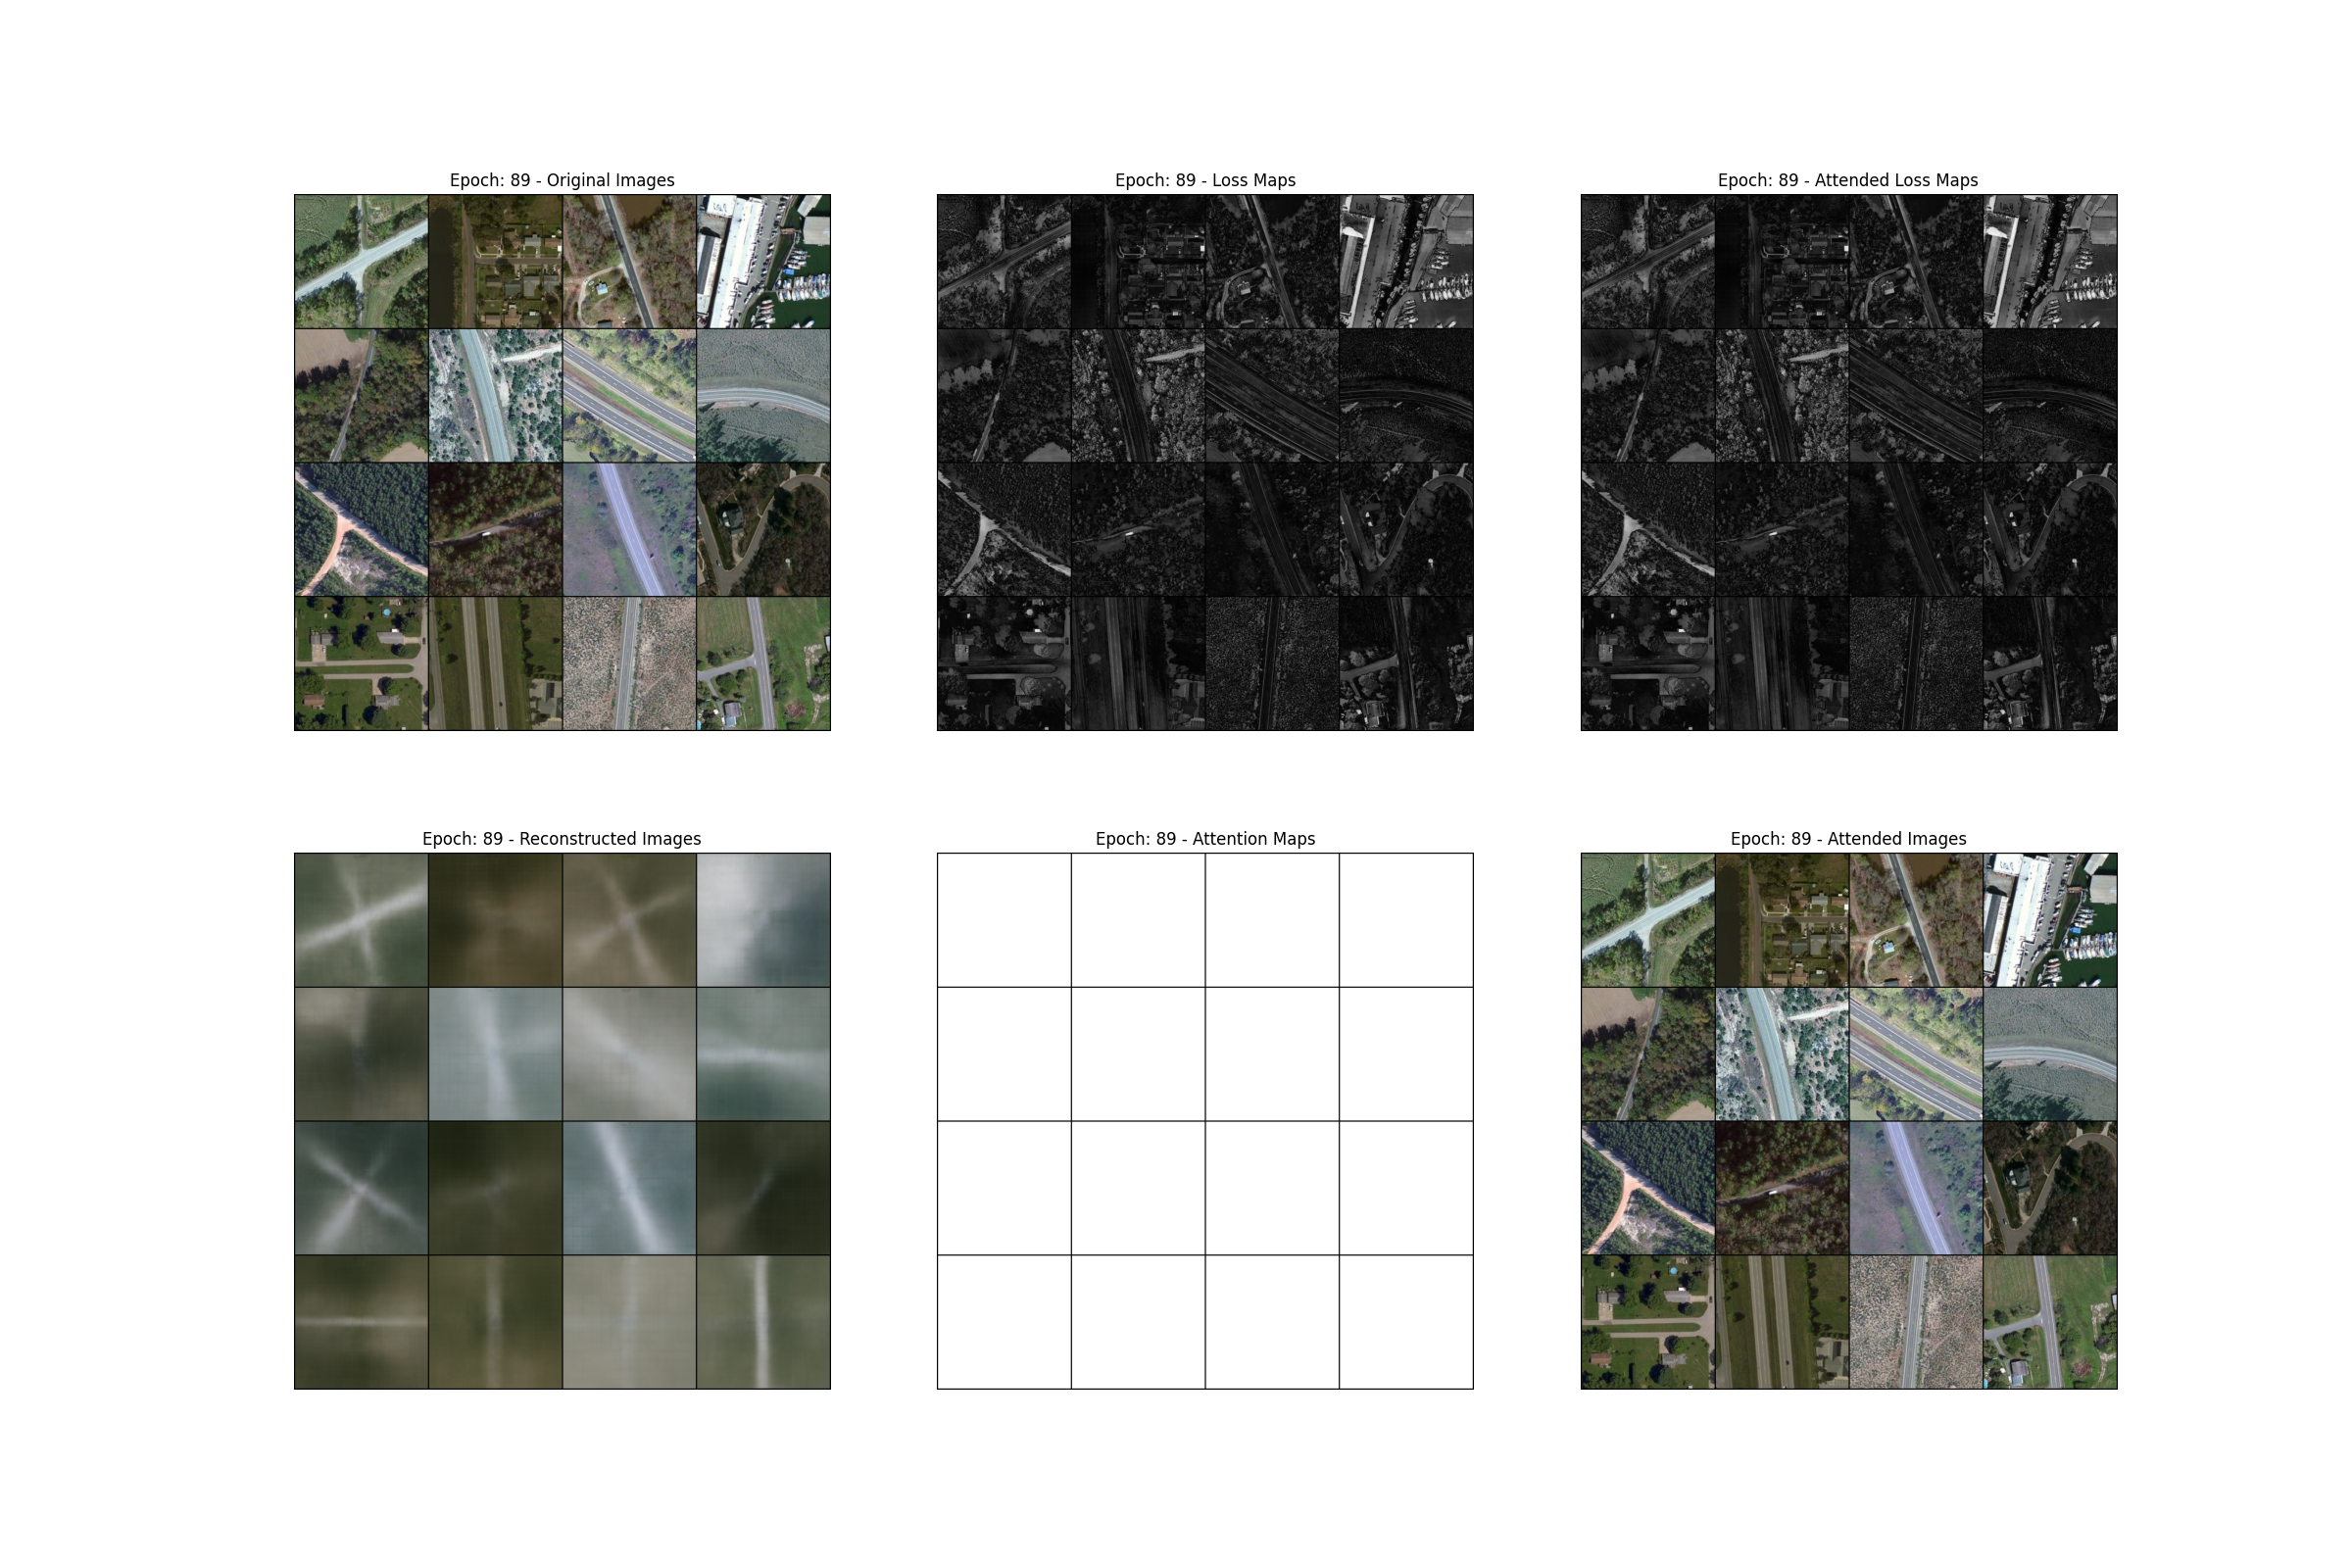 Epoch: 89 - Original Images
Epoch: 89 - Loss Maps
Epoch: 89 - Attended Loss Maps
Epoch: 89 - Reconstructed Images
Epoch: 89 - Attention Maps
Epoch: 89 - Attended Images